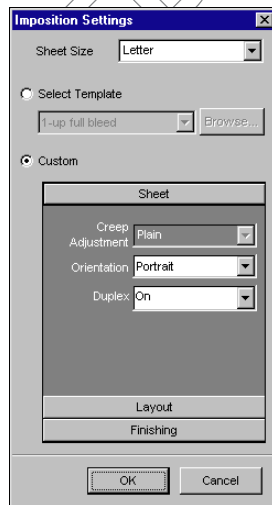 Imposition Settings
Sheet Size Letter
Select Template
1-up full bleed Browse...
Custom
Sheet
Creep
Adjustment Plain
Orientation Portrait
Duplex On
Layout
Finishing
OK Cancel